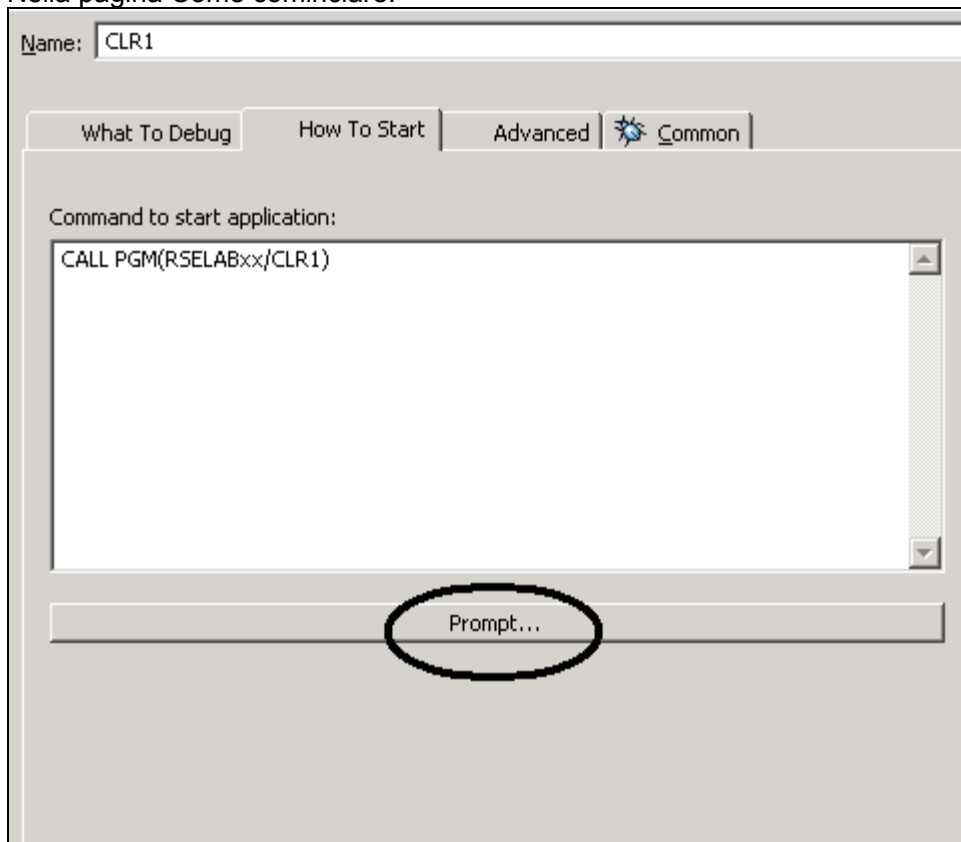 Nella pagina Come cominciare:
Name: CLR1
What To Debug How To Start Advanced Common
Command to start application:
CALL PGM(RSELABxx/CLR1)
Prompt...